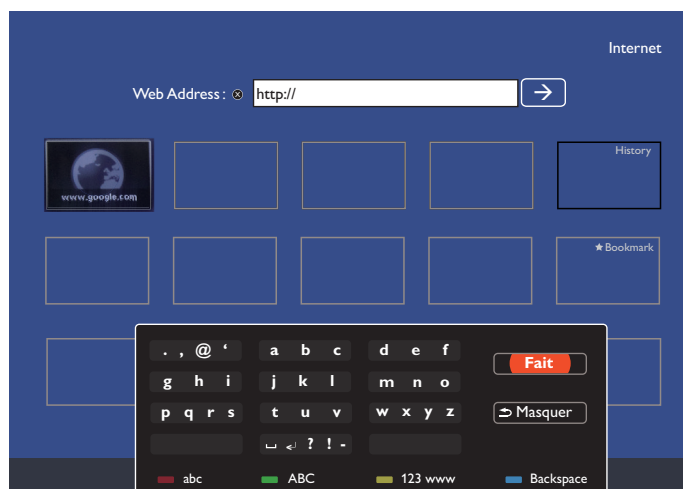 Internet
Web Address : http://
www.google.com
History
★Bookmark
. , @ ‘ a b c d e f
Fait
g h i j k l m n o
p q r s t u v w x y z
Masquer
␣ ↵ ? ! -
abc ABC 123 www Backspace